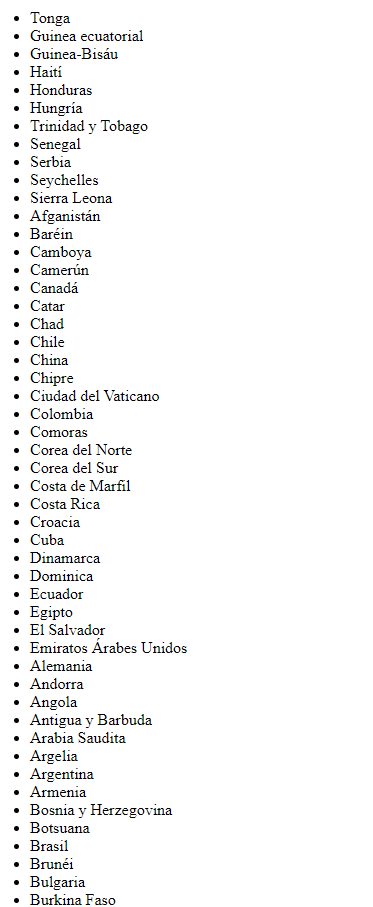 Tonga
Guinea ecuatorial
Guinea-Bisáu
Haití
Honduras
Hungría
Trinidad y Tobago
Senegal
Serbia
Seychelles
Sierra Leona
Afganistán
Baréin
Camboya
Camerún
Canadá
Catar
Chad
Chile
China
Chipre
Ciudad del Vaticano
Colombia
Comoras
Corea del Norte
Corea del Sur
Costa de Marfil
Costa Rica
Croacia
Cuba
Dinamarca
Dominica
Ecuador
Egipto
El Salvador
Emiratos Árabes Unidos
Alemania
Andorra
Angola
Antigua y Barbuda
Arabia Saudita
Argelia
Argentina
Armenia
Bosnia y Herzegovina
Botsuana
Brasil
Brunéi
Bulgaria
Burkina Faso